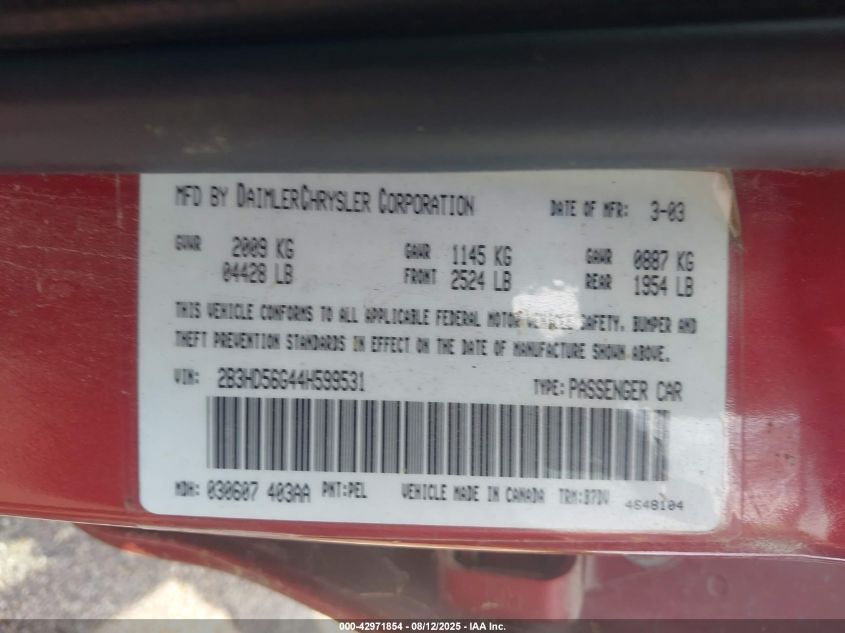 MFD BY DAIMLERCHRYSLER CORPORATION DATE OF MFR: 3-03
GVWR 2009 KG GAWR 1145 KG GAWR 0887 KG
04428 LB FRONT 2524 LB REAR 1954 LB
THIS VEHICLE CONFORMS TO ALL APPLICABLE FEDERAL MOTOR VEHICLE SAFETY, BUMPER AND
THEFT PREVENTION STANDARDS IN EFFECT ON THE DATE OF MANUFACTURE SHOWN ABOVE.
VIN: 2B3HD56G44H599531 TYPE: PASSENGER CAR
MDH: 030607 403AA PNT:PEL VEHICLE MADE IN CANADA TRM:B7DV 4648104
000-42971854 - 08/12/2025 - IAA Inc.